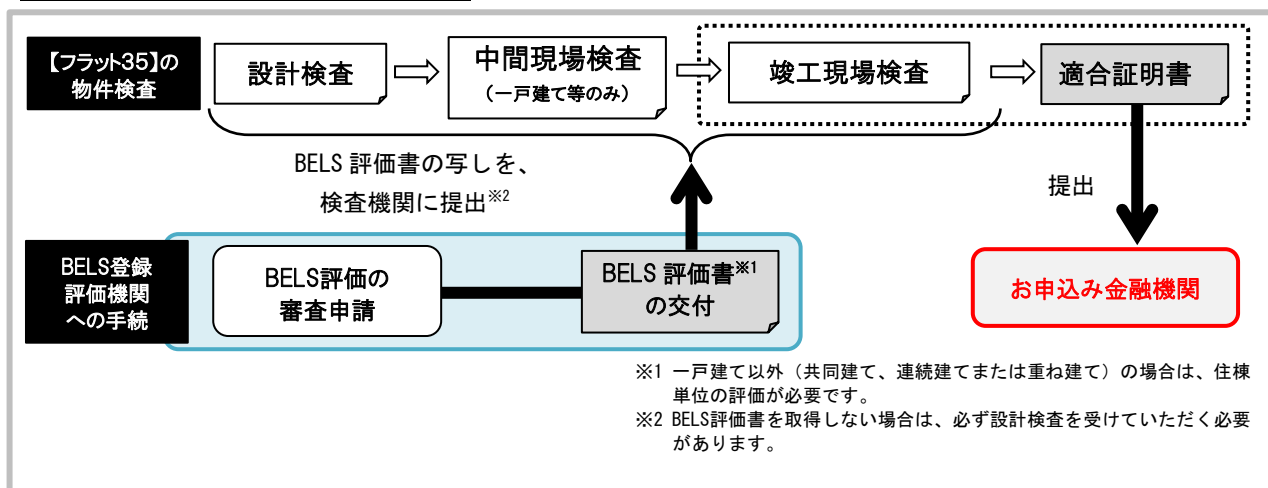 【フラット35】の
物件検査
設計検査
中間現場検査
（一戸建て等のみ）
竣工現場検査
適合証明書
BELS 評価書の写しを、
検査機関に提出※2
提出
BELS登録
評価機関
への手続
BELS評価の
審査申請
BELS 評価書※1
の交付
お申込み金融機関
※1 一戸建て以外（共同建て、連続建てまたは重ね建て）の場合は、住棟
単位の評価が必要です。
※2 BELS評価書を取得しない場合は、必ず設計検査を受けていただく必要
があります。